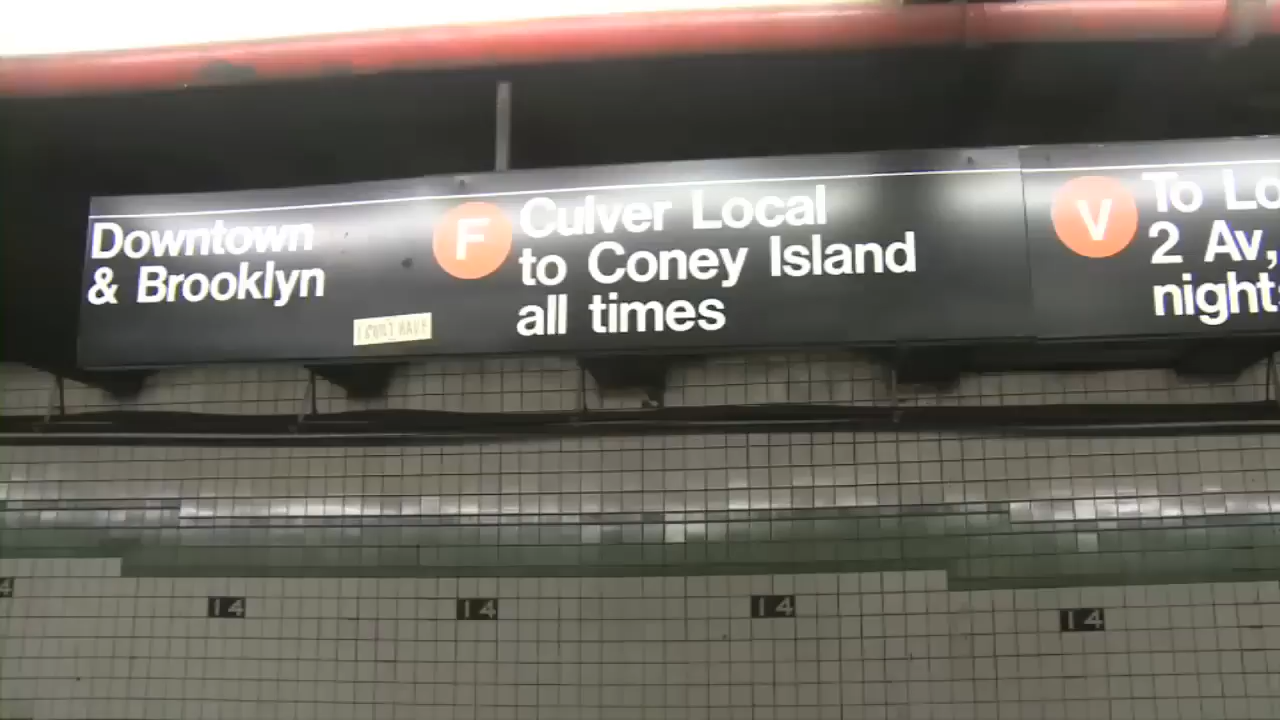 Downtown
& Brooklyn
F
Culver Local
to Coney Island
all times
V
To Lo
2 Av,
night
14
14
14
14